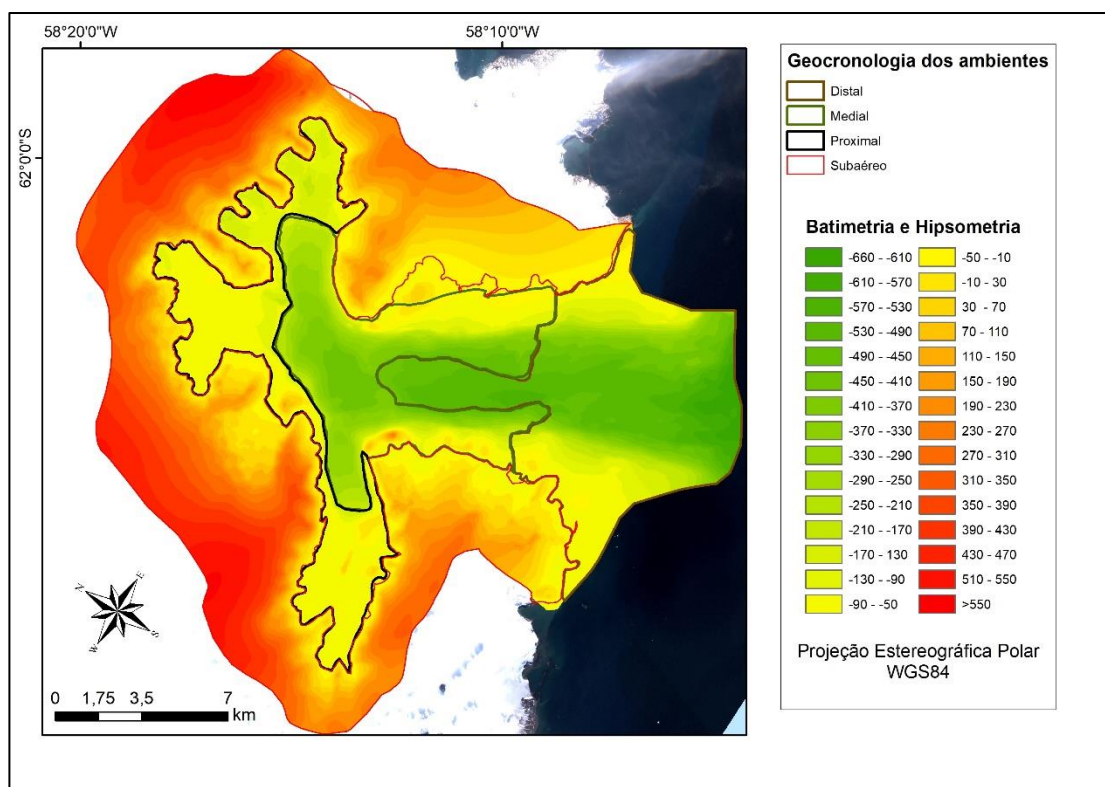 58°20'0"W
58°10'0"W
62°0'0"S
N
E
W
S
0 1,75 3,5 7
km
Geocronologia dos ambientes
Distal
Medial
Proximal
Subaéreo
Batimetria e Hipsometria
-660 - -610
-610 - -570
-570 - -530
-530 - -490
-490 - -450
-450 - -410
-410 - -370
-370 - -330
-330 - -290
-290 - -250
-250 - -210
-210 - -170
-170 - -130
-130 - -90
-90 - -50
-50 - -10
-10 - 30
30 - 70
70 - 110
110 - 150
150 - 190
190 - 230
230 - 270
270 - 310
310 - 350
350 - 390
390 - 430
430 - 470
510 - 550
>550
Projeção Estereográfica Polar
WGS84